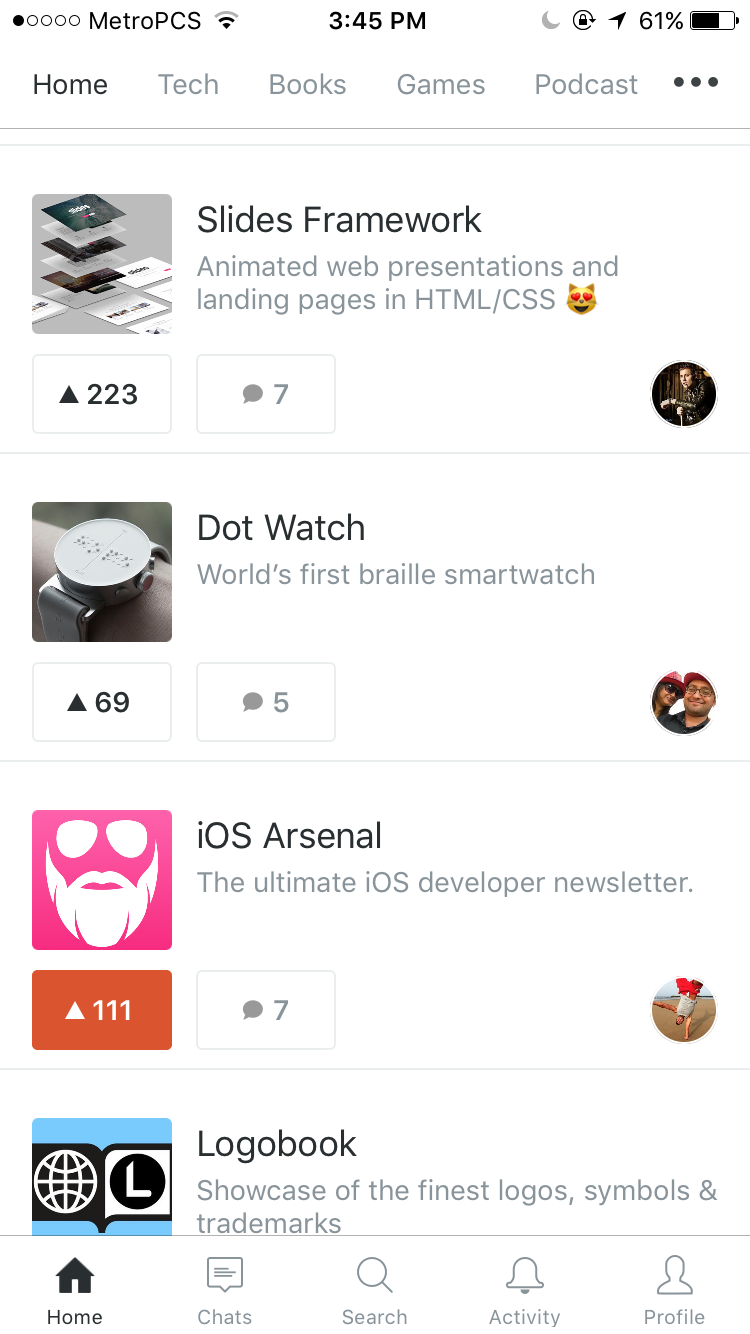 MetroPCS 3:45 PM 61%
Home Tech Books Games Podcast
Slides Framework
Animated web presentations and
landing pages in HTML/CSS 😻
223 7
Dot Watch
World’s first braille smartwatch
69 5
iOS Arsenal
The ultimate iOS developer newsletter.
111 7
Logobook
L
Showcase of the finest logos, symbols &
trademarks
Home Chats Search Activity Profile